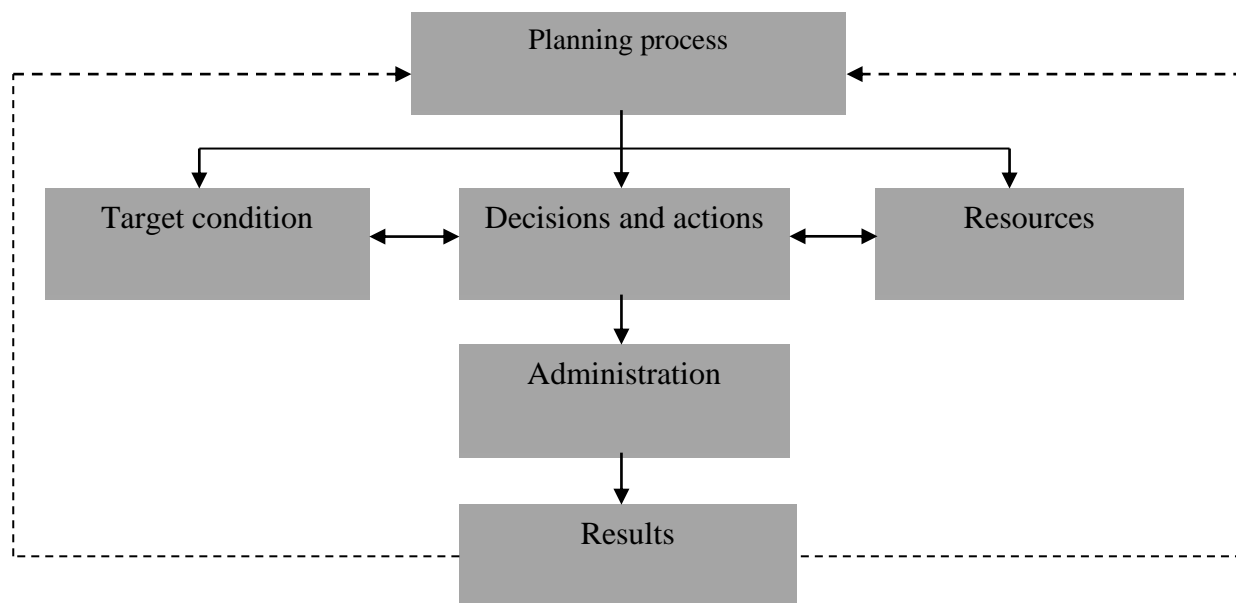 Planning process
Target condition
Decisions and actions
Resources
Administration
Results